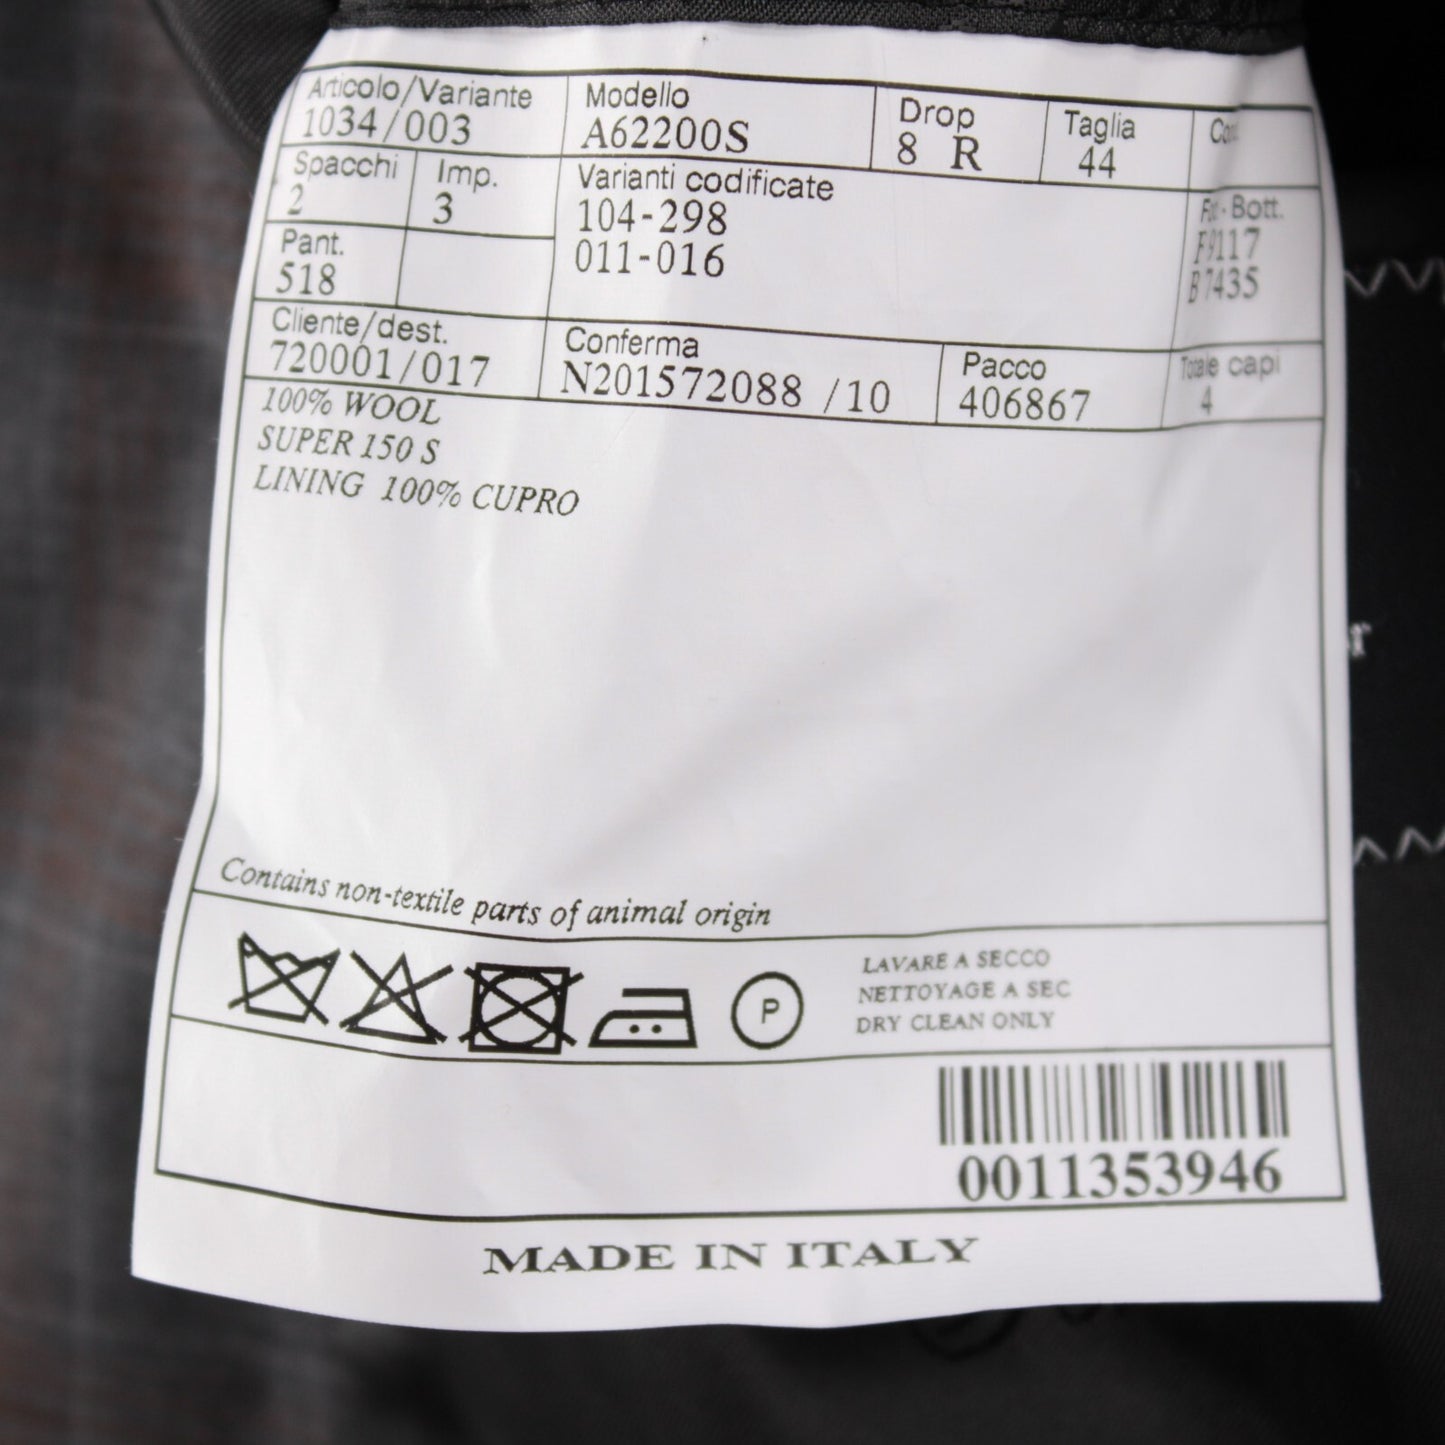 Articolo/Variante Modello Drop Taglia
1034/003 A62200S 8 R 44
Spacchi Imp. Varianti codificate Bott.
2 3 104-298 F9117
Pant. 011-016 B7435
518
Cliente/dest. Conferma Pacco Totale capi
720001/017 N201572088 /10 406867 4
100% WOOL
SUPER 150 S
LINING 100% CUPRO
Contains non-textile parts of animal origin
P
LAVARE A SECCO
NETTOYAGE A SEC
DRY CLEAN ONLY
0011353946
MADE IN ITALY